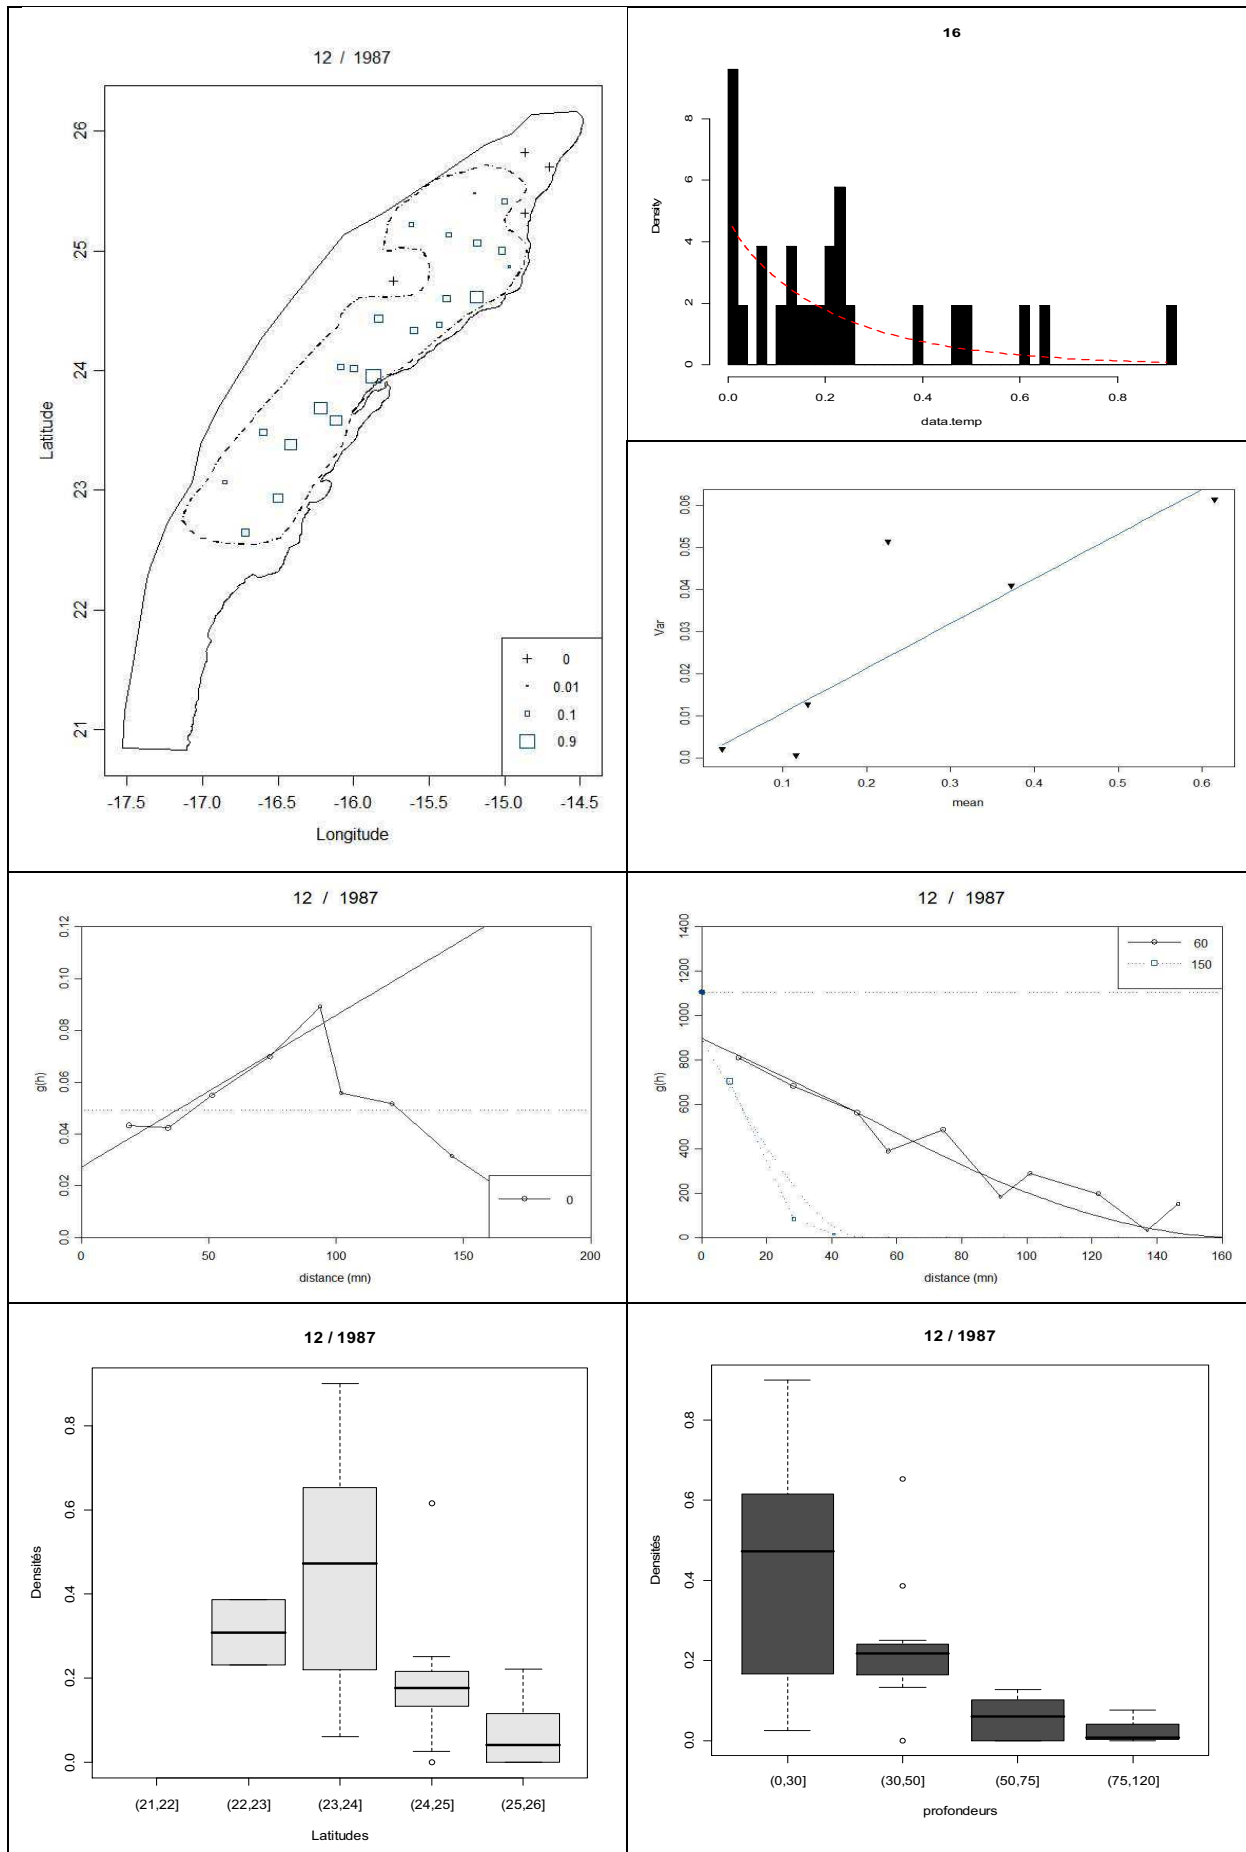 12 / 1987
26
25
24
23
22
21
Latitude
0
0.01
0.1
0.9
-17.5 -17.0 -16.5 -16.0 -15.5 -15.0 -14.5
Longitude
16
8
6
4
2
0
Density
0.0 0.2 0.4 0.6 0.8
data.temp
0.06
0.05
0.04
0.03
0.02
0.01
0.0
Var
0.1 0.2 0.3 0.4 0.5 0.6
mean
12 / 1987
0.12
0.10
0.08
0.06
0.04
0.02
0.0
g(h)
0
0 50 100 150 200
distance (mn)
12 / 1987
1400
1200
1000
800
600
400
200
0
g(h)
60
150
0 20 40 60 80 100 120 140 160
distance (mn)
12 / 1987
0.8
0.6
0.4
0.2
0.0
Densités
(21,22] (22,23] (23,24] (24,25] (25,26]
Latitudes
12 / 1987
0.8
0.6
0.4
0.2
0.0
Densités
(0,30] (30,50] (50,75] (75,120]
profondeurs